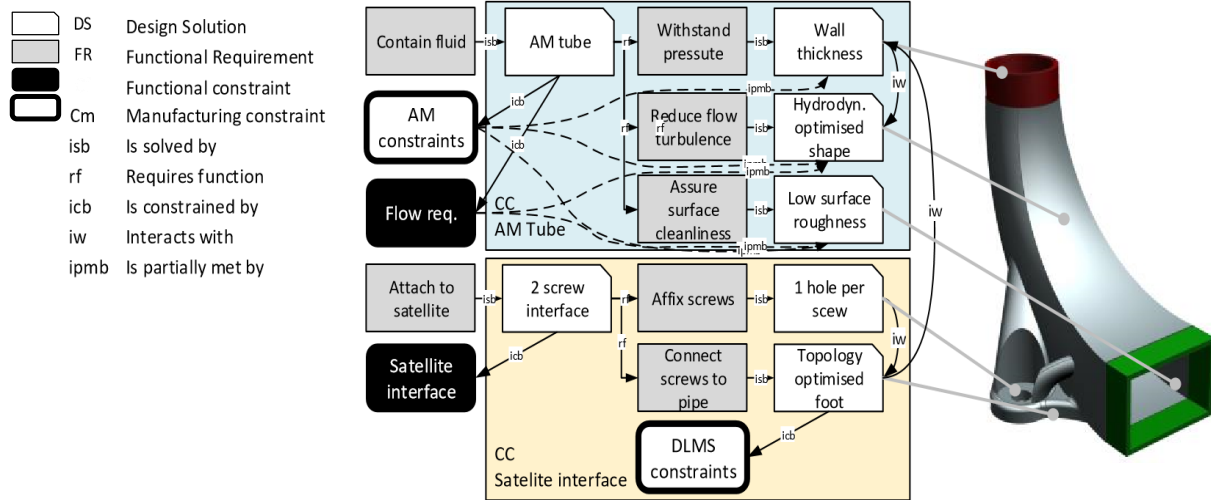 DS Design Solution
FR Functional Requirement
Functional constraint
Cm Manufacturing constraint
isb Is solved by
rf Requires function
icb Is constrained by
iw Interacts with
ipmb Is partially met by
Contain fluid
isb
AM tube
rf
Withstand
pressute
isb
Wall
thickness
iw
icb
ipmb
AM
constraints
icb
rf
rf
Reduce flow
turbulence
isb
Hydrodyn.
optimised
shape
ipmb
ipmb
Flow req.
CC
AM Tube
Assure
surface
cleanliness
isb
Low surface
roughness
iw
ipmb
ipmb
Attach to
satellite
isb
2 screw
interface
rf
Affix screws
isb
1 hole per
scew
iw
icb
rf
Satellite
interface
Connect
screws to
pipe
isb
Topology
optimised
foot
icb
DLMS
constraints
CC
Satelite interface